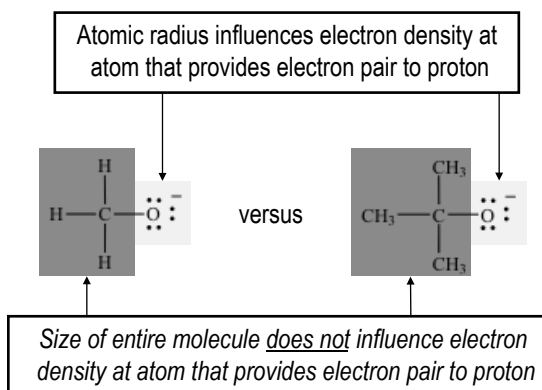 Atomic radius influences electron density at
atom that provides electron pair to proton
H
H—C—O:⁻
H
versus
CH₃
CH₃—C—O:⁻
CH₃
Size of entire molecule does not influence electron
density at atom that provides electron pair to proton